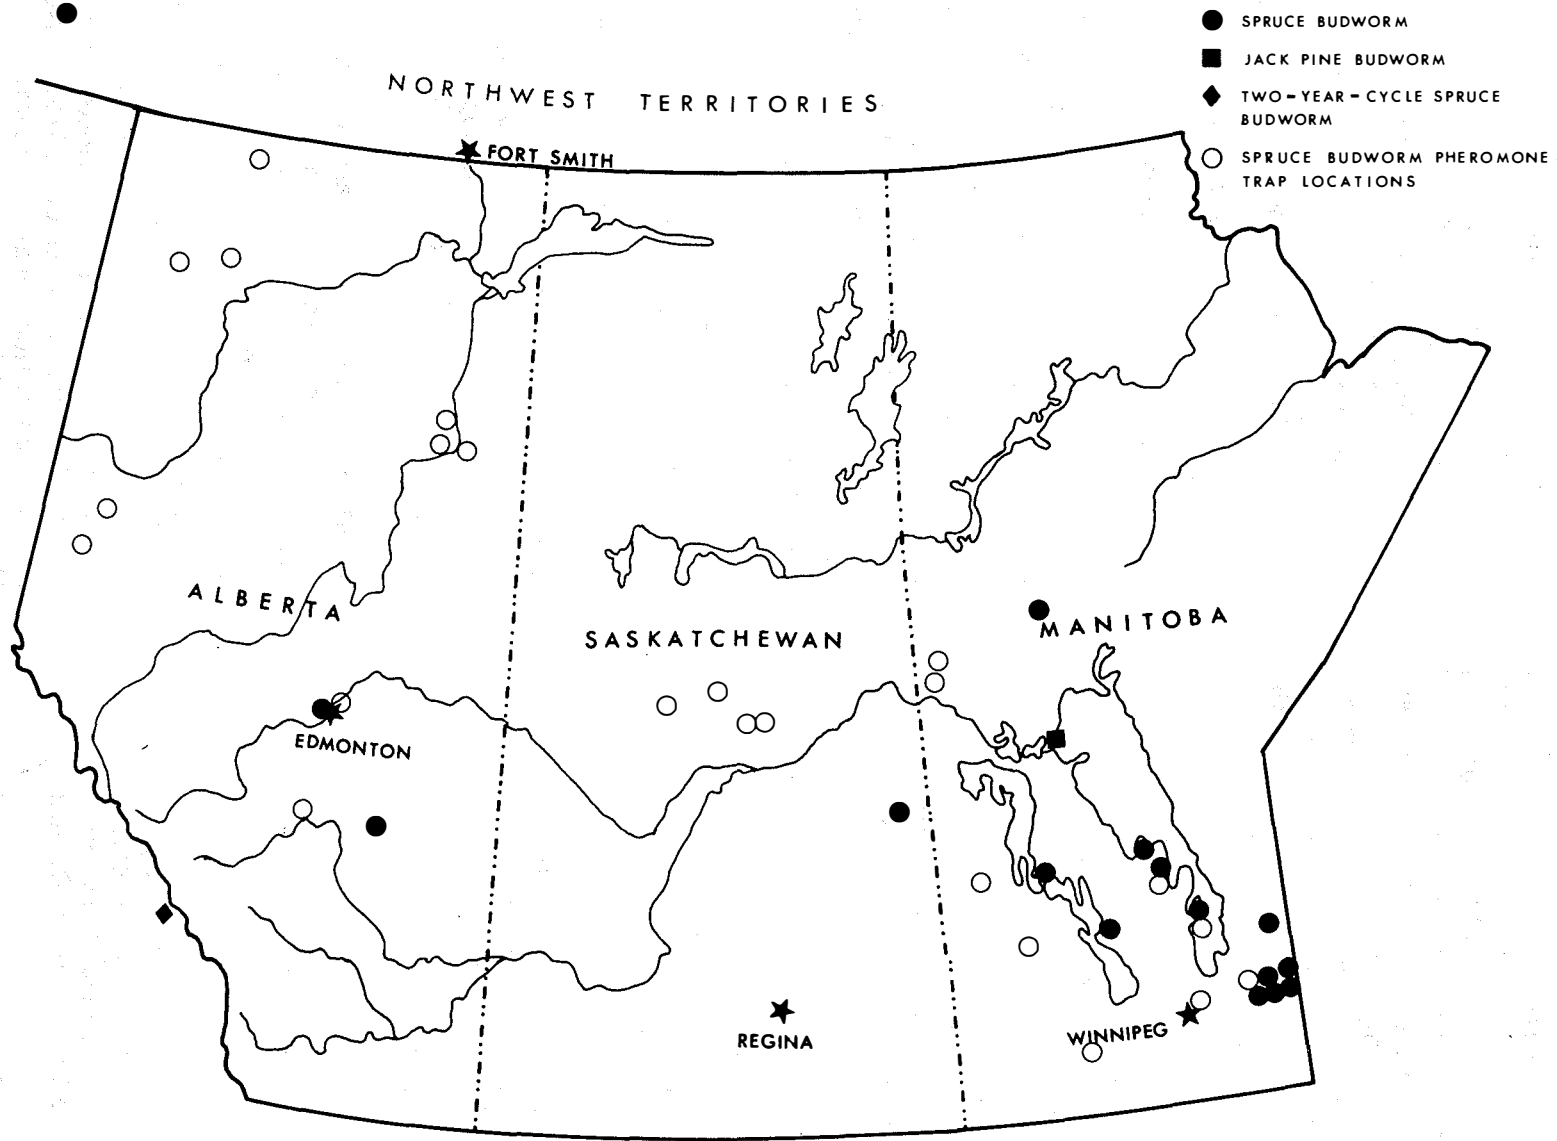 SPRUCE BUDWORM
JACK PINE BUDWORM
TWO-YEAR-CYCLE SPRUCE
BUDWORM
SPRUCE BUDWORM PHEROMONE
TRAP LOCATIONS
NORTHWEST TERRITORIES
FORT SMITH
ALBERTA
SASKATCHEWAN
MANITOBA
EDMONTON
REGINA
WINNIPEG